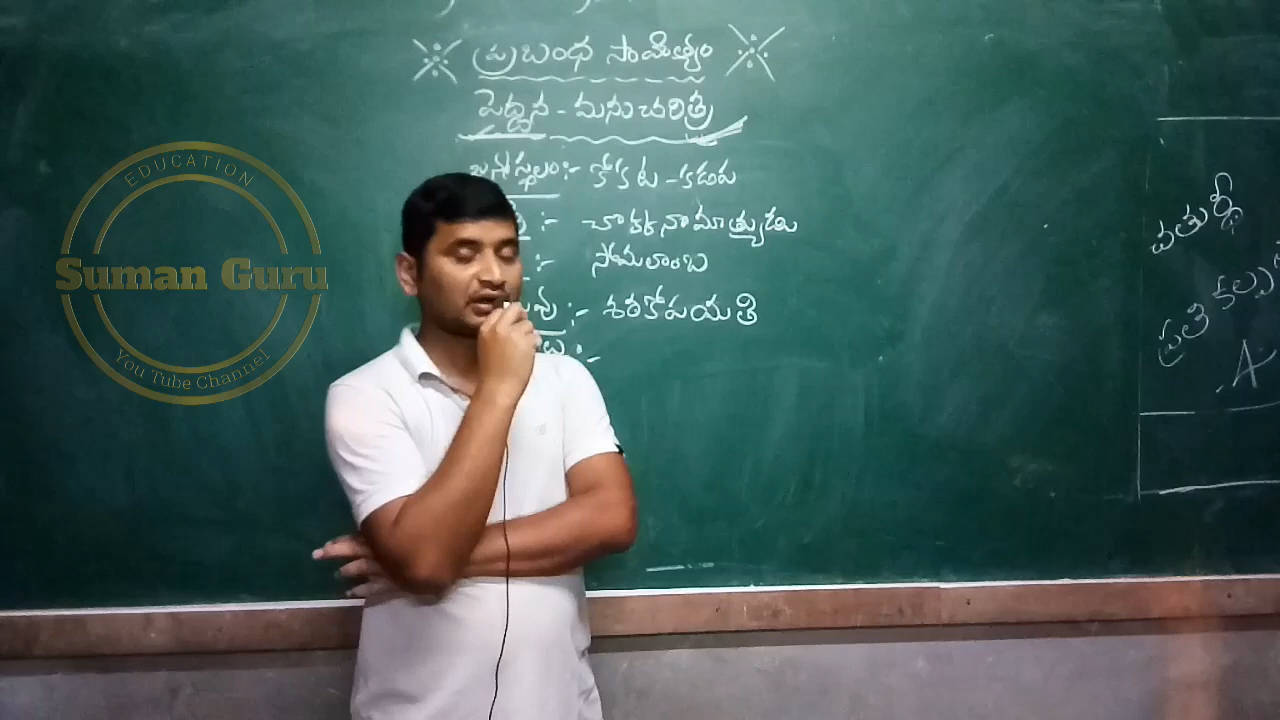 ప్రబంధ సాహిత్యం
పెద్దన - మనుచరిత్ర
జన్మస్థలం:- కోకట - కడప
:- చొక్కనామాత్యుడు
:- సోమలాంబ
:- శఠకోపయతి
చతుర్థీ
ప్రతి కల్ప
A-
EDUCATION
Suman Guru
You Tube Channel